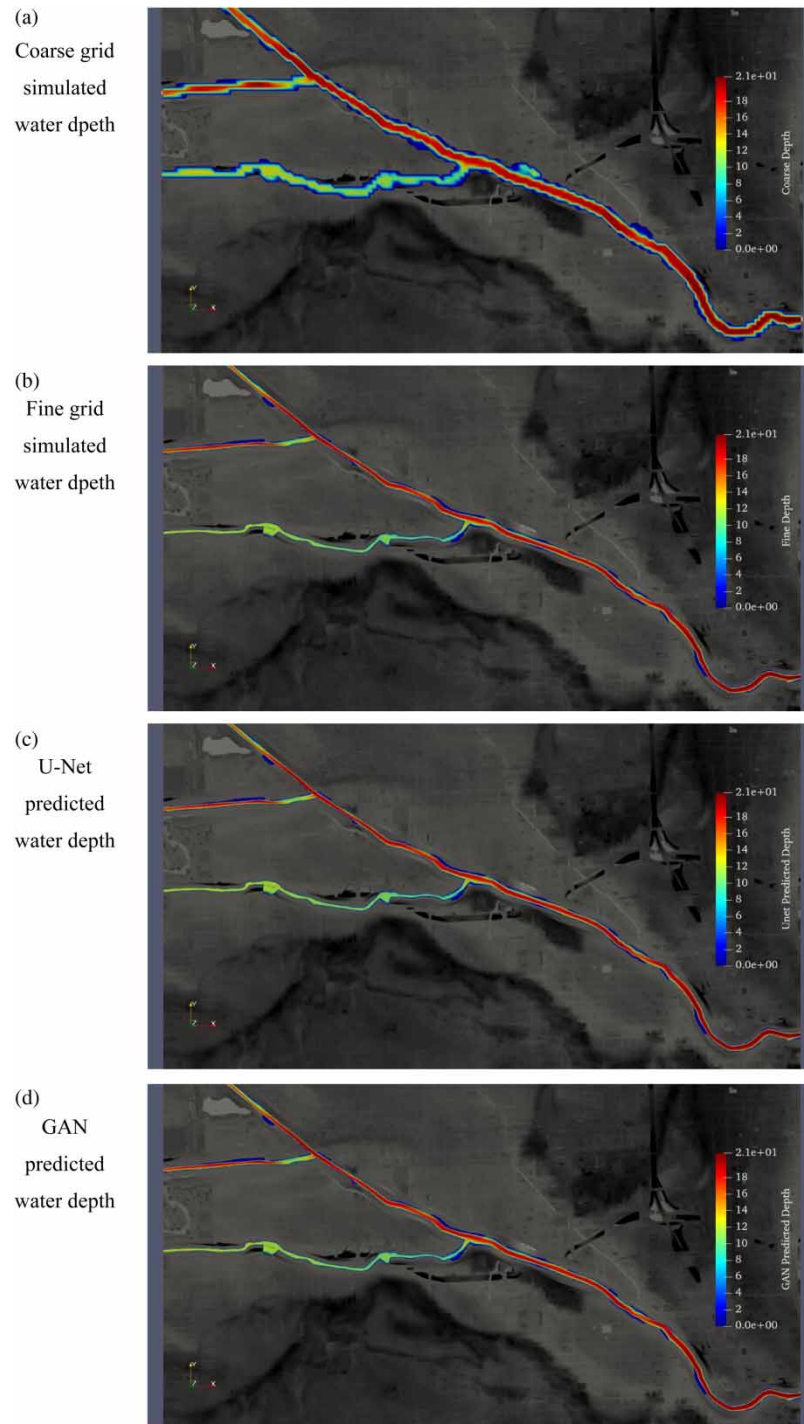 (a)
Coarse grid
simulated
water dpeth
2.1e+01
18
16
14
12
10
8
6
4
2
0.0e+00
Coarse Depth
Y
Z
X
(b)
Fine grid
simulated
water dpeth
2.1e+01
18
16
14
12
10
8
6
4
2
0.0e+00
Fine Depth
Y
Z
X
(c)
U-Net
predicted
water depth
2.1e+01
18
16
14
12
10
8
6
4
2
0.0e+00
Unet Predicted Depth
Y
Z
X
(d)
GAN
predicted
water depth
2.1e+01
18
16
14
12
10
8
6
4
2
0.0e+00
GAN Predicted Depth
Y
Z
X